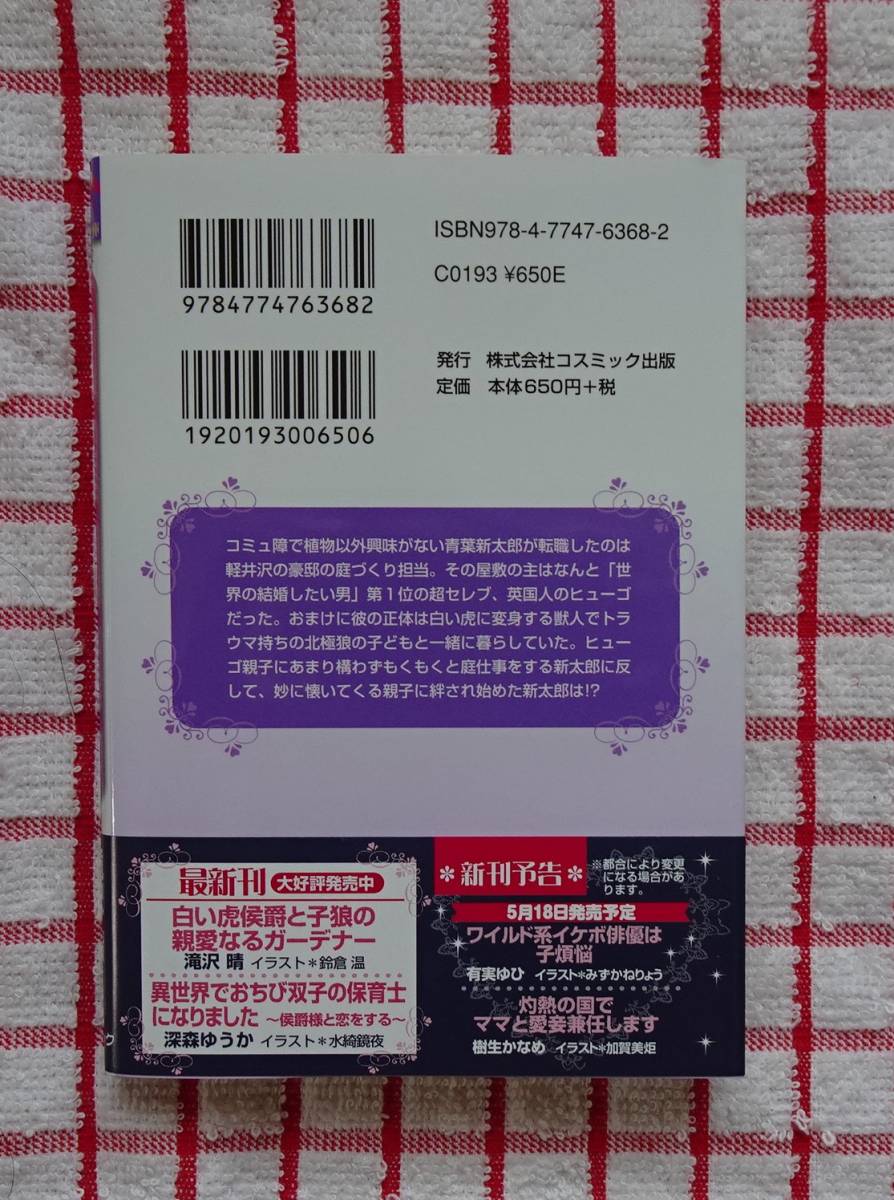 ISBN978-4-7747-6368-2
C0193 ¥650E
9784774763682
発行 株式会社コスミック出版
定価 本体650円+税
1920193006506
コミュ障で植物以外興味がない青葉新太郎が転職したのは
軽井沢の豪邸の庭づくり担当。その屋敷の主はなんと「世
界の結婚したい男」第1位の超セレブ、英国人のヒューゴ
だった。おまけに彼の正体は白い虎に変身する獣人でトラ
ウマ持ちの北極狼の子どもと一緒に暮らしていた。ヒュー
ゴ親子にあまり構わずもくもくと庭仕事をする新太郎に反
して、妙に懐いてくる親子に絆され始めた新太郎は!?
最新刊 大好評発売中
白い虎侯爵と子狼の
親愛なるガーデナー
滝沢 晴 イラスト*鈴倉 温
異世界でおちび双子の保育士
になりました ~侯爵様と恋をする~
深森ゆうか イラスト*水綺鏡夜
*新刊予告*
※都合により変更
になる場合があ
ります。
5月18日発売予定
ワイルド系イケボ俳優は
子煩悩
有実ゆひ イラスト*みずかねりょう
灼熱の国で
ママと愛妾兼任します
樹生かなめ イラスト*加賀美炬